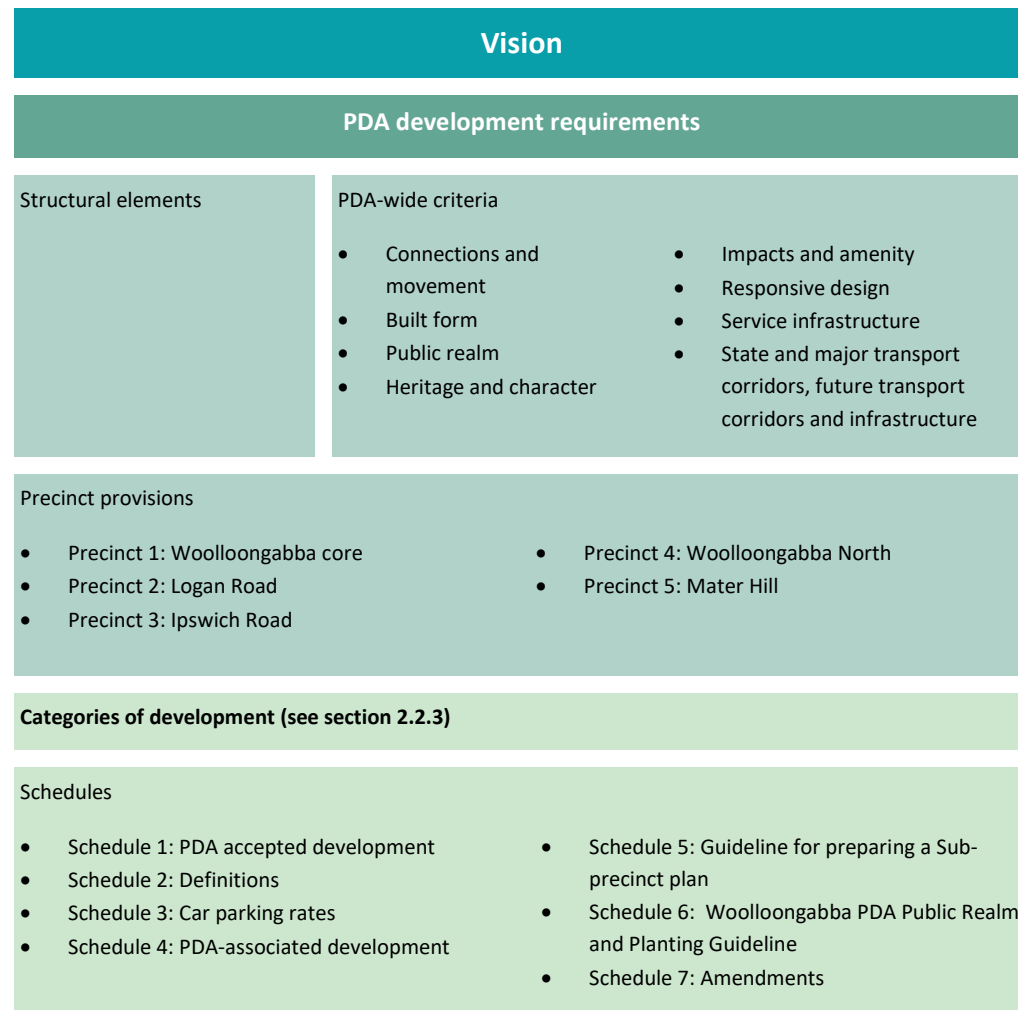 Vision
PDA development requirements
Structural elements
PDA-wide criteria
• Connections and
movement
• Built form
• Public realm
• Heritage and character
• Impacts and amenity
• Responsive design
• Service infrastructure
• State and major transport
corridors, future transport
corridors and infrastructure
Precinct provisions
• Precinct 1: Woolloongabba core
• Precinct 2: Logan Road
• Precinct 3: Ipswich Road
• Precinct 4: Woolloongabba North
• Precinct 5: Mater Hill
Categories of development (see section 2.2.3)
Schedules
• Schedule 1: PDA accepted development
• Schedule 2: Definitions
• Schedule 3: Car parking rates
• Schedule 4: PDA-associated development
• Schedule 5: Guideline for preparing a Sub-
precinct plan
• Schedule 6:  Woolloongabba PDA Public Realm
and Planting Guideline
• Schedule 7: Amendments